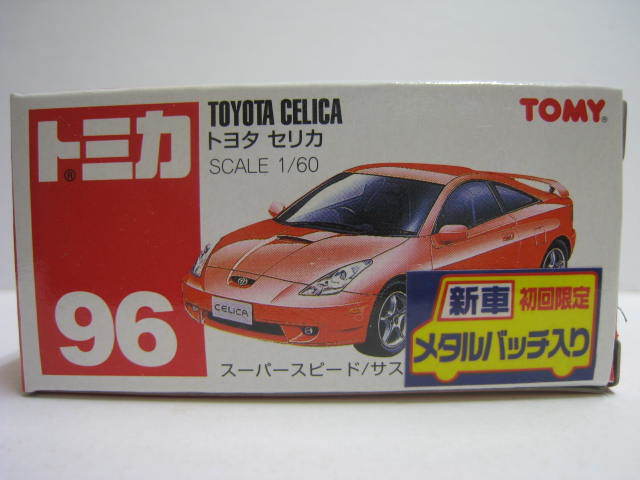 トミカ®
TOYOTA CELICA
トヨタ セリカ
SCALE 1/60
TOMY®
CELICA
96
新車 初回限定
メタルバッチ入り
スーパースピード/サス